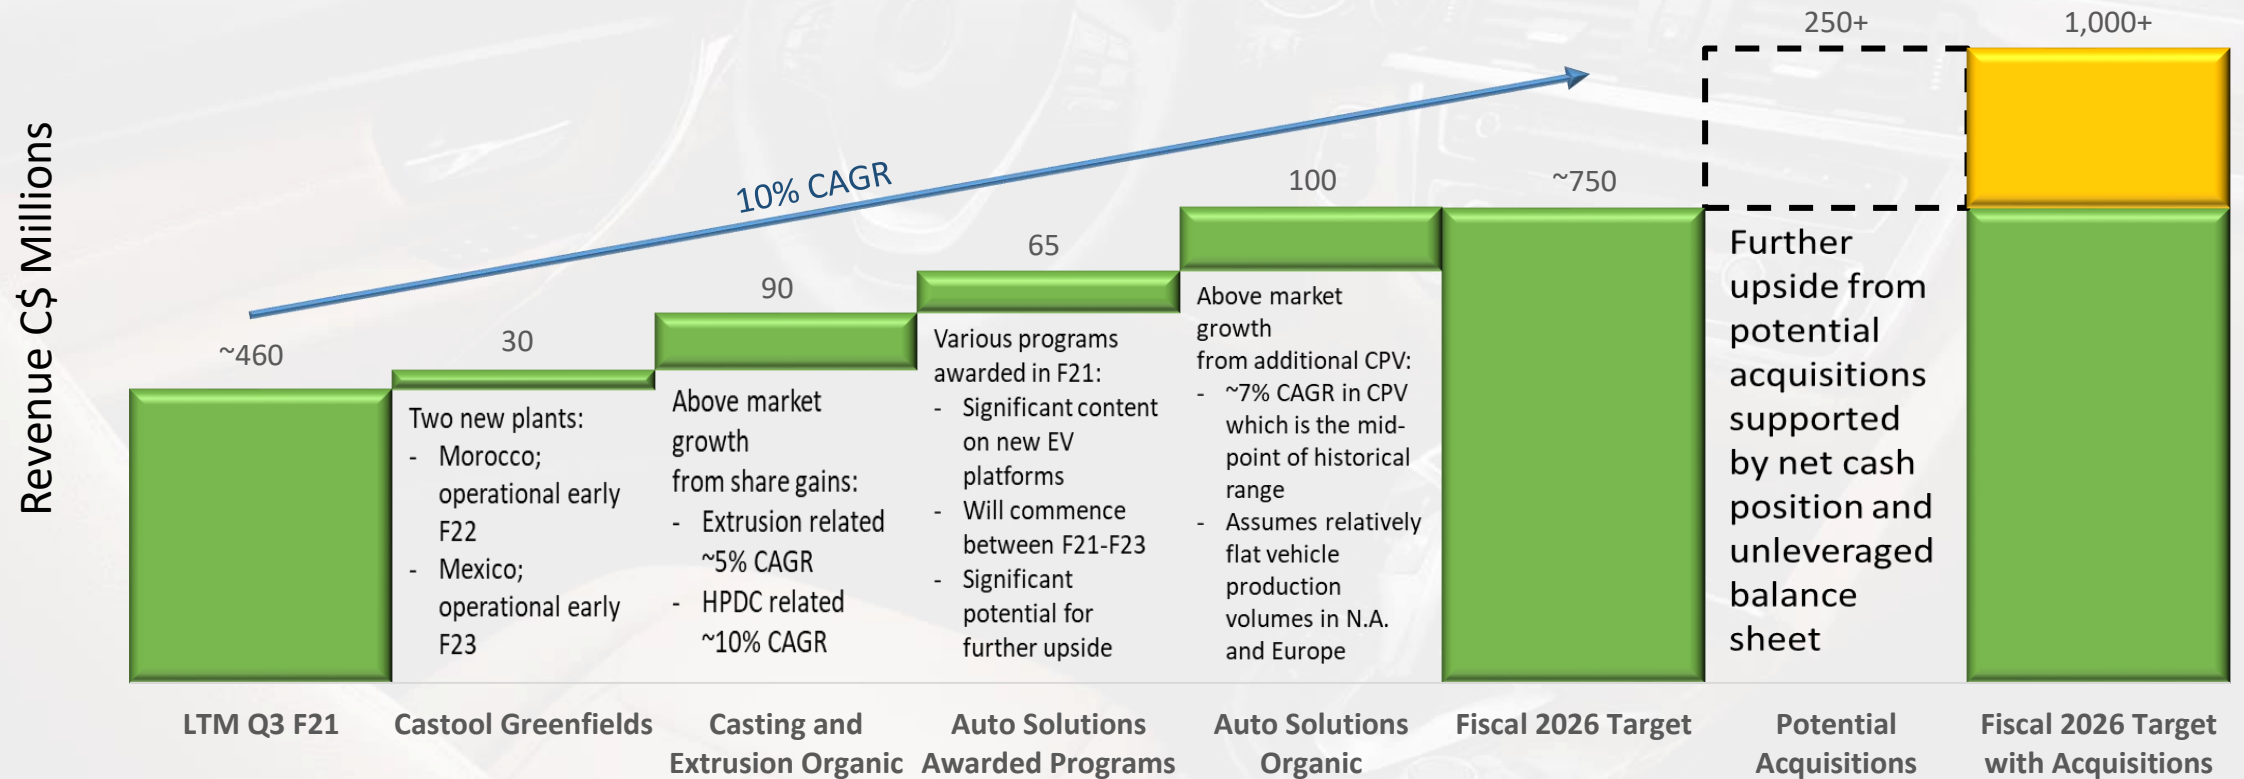 Revenue C$ Millions
10% CAGR
~460
30
90
65
100
~750
250+
1,000+
Two new plants:
- Morocco;
operational early
F22
- Mexico;
operational early
F23
Above market
growth
from share gains:
- Extrusion related
~5% CAGR
- HPDC related
~10% CAGR
Various programs
awarded in F21:
- Significant content
on new EV
platforms
- Will commence
between F21-F23
- Significant
potential for
further upside
Above market
growth
from additional CPV:
- ~7% CAGR in CPV
which is the mid-
point of historical
range
- Assumes relatively
flat vehicle
production
volumes in N.A.
and Europe
Further
upside from
potential
acquisitions
supported
by net cash
position and
unleveraged
balance
sheet
LTM Q3 F21
Castool Greenfields
Casting and
Extrusion Organic
Auto Solutions
Awarded Programs
Auto Solutions
Organic
Fiscal 2026 Target
Potential
Acquisitions
Fiscal 2026 Target
with Acquisitions